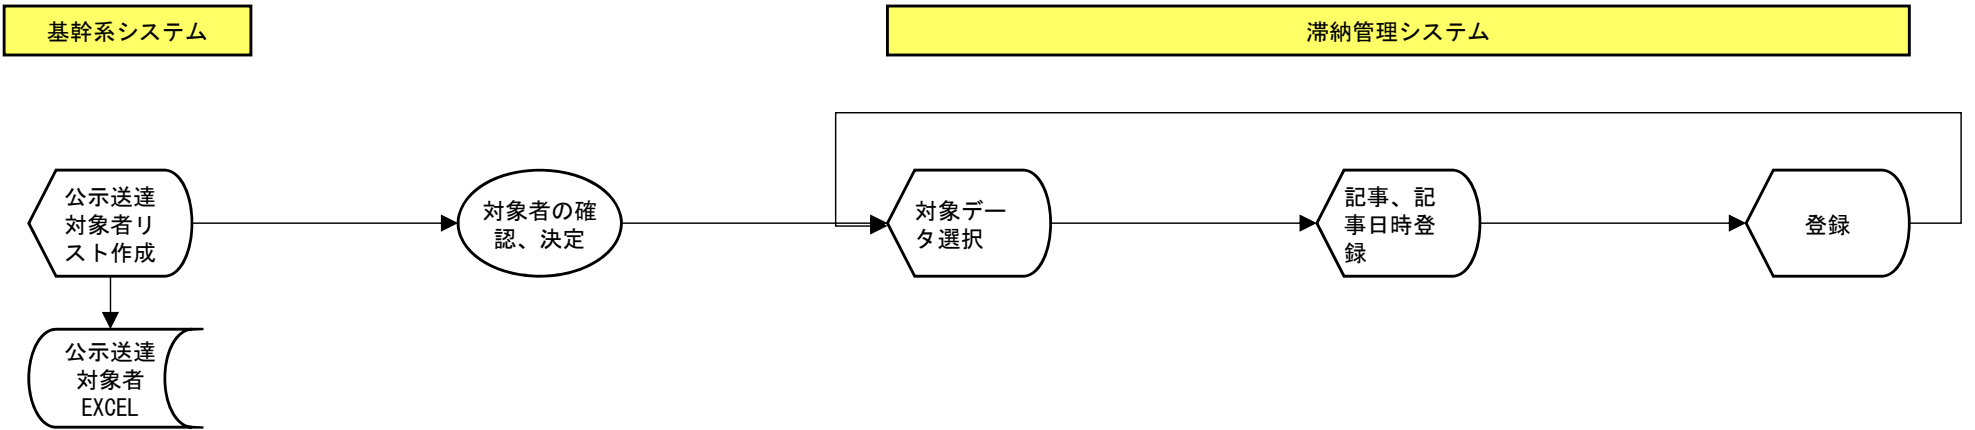 基幹系システム
滞納管理システム
公示送達
対象者リ
スト作成
対象者の確
認、決定
対象デー
タ選択
記事、記
事日時登
録
登録
公示送達
対象者
EXCEL